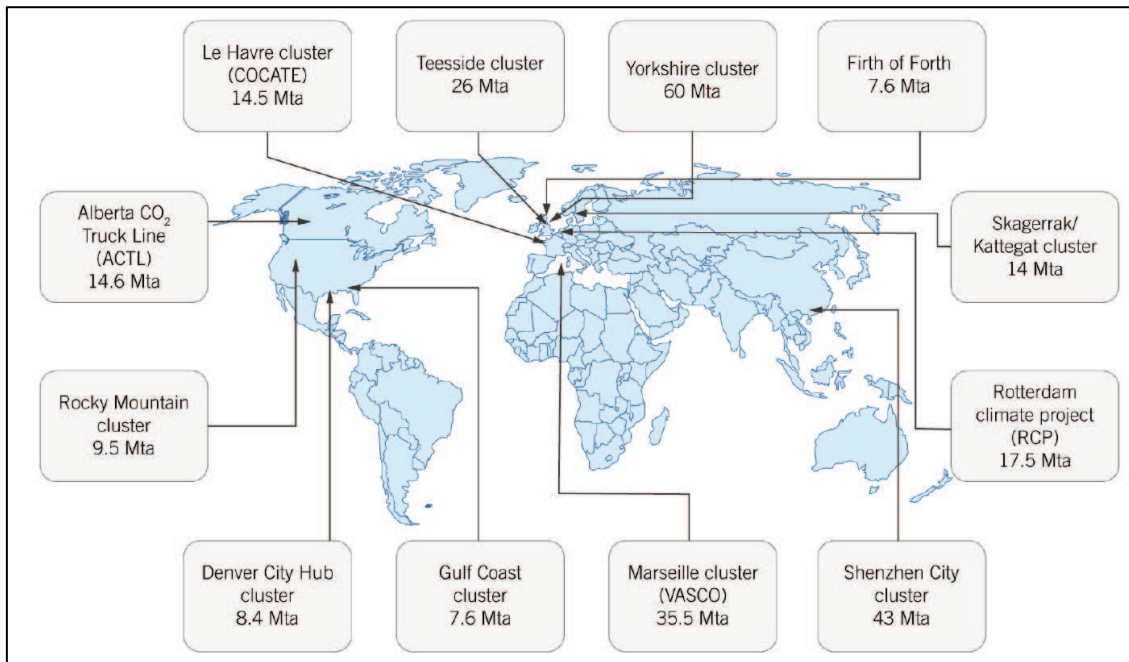 Le Havre cluster
(COCATE)
14.5 Mta
Teesside cluster
26 Mta
Yorkshire cluster
60 Mta
Firth of Forth
7.6 Mta
Alberta CO₂
Truck Line
(ACTL)
14.6 Mta
Skagerrak/
Kattegat cluster
14 Mta
Rocky Mountain
cluster
9.5 Mta
Rotterdam
climate project
(RCP)
17.5 Mta
Denver City Hub
cluster
8.4 Mta
Gulf Coast
cluster
7.6 Mta
Marseille cluster
(VASCO)
35.5 Mta
Shenzhen City
cluster
43 Mta